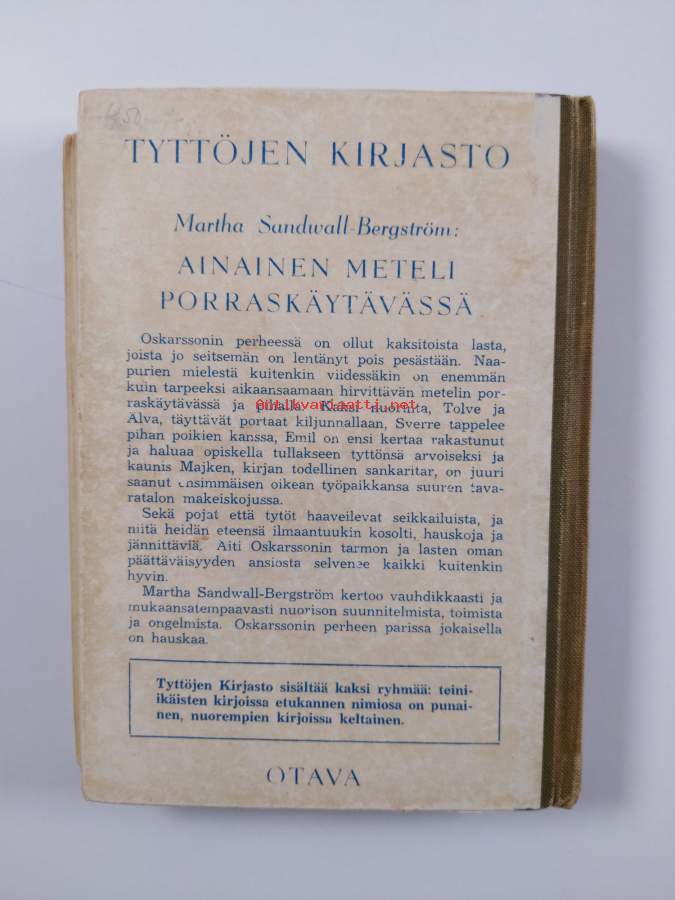 6.50
TYTTÖJEN KIRJASTO
Martha Sandwall-Bergström:
AINAINEN METELI
PORRASKÄYTÄVÄSSÄ
Oskarssonin perheessä on ollut kaksitoista lasta,
joista jo seitsemän on lentänyt pois pesästään. Naa-
purien mielestä kuitenkin viidessäkin on enemmän
kuin tarpeeksi aikaansaamaan hirvittävän metelin por-
raskäytävässä ja pihalla. Kaksi nuorinta, Tolve ja
Alva, täyttävät portaat kiljunnallaan, Sverre tappelee
pihan poikien kanssa, Emil on ensi kertaa rakastunut
ja haluaa opiskella tullakseen tyttönsä arvoiseksi ja
kaunis Majken, kirjan todellinen sankaritar, on juuri
saanut ensimmäisen oikean työpaikkansa suuren tava-
ratalon makeiskojussa.
Sekä pojat että tytöt haaveilevat seikkailuista, ja
niitä heidän eteensä ilmaantuukin kosolti, hauskoja ja
jännittäviä. Äiti Oskarssonin tarmon ja lasten oman
päättäväisyyden ansiosta selvenee kaikki kuitenkin
hyvin.
Martha Sandwall-Bergström kertoo vauhdikkaasti ja
mukaansatempaavasti nuorison suunnitelmista, toimista
ja ongelmista. Oskarssonin perheen parissa jokaisella
on hauskaa.
Tyttöjen Kirjasto sisältää kaksi ryhmää: teini-
ikäisten kirjoissa etukannen nimiosa on punai-
nen, nuorempien kirjoissa keltainen.
OTAVA